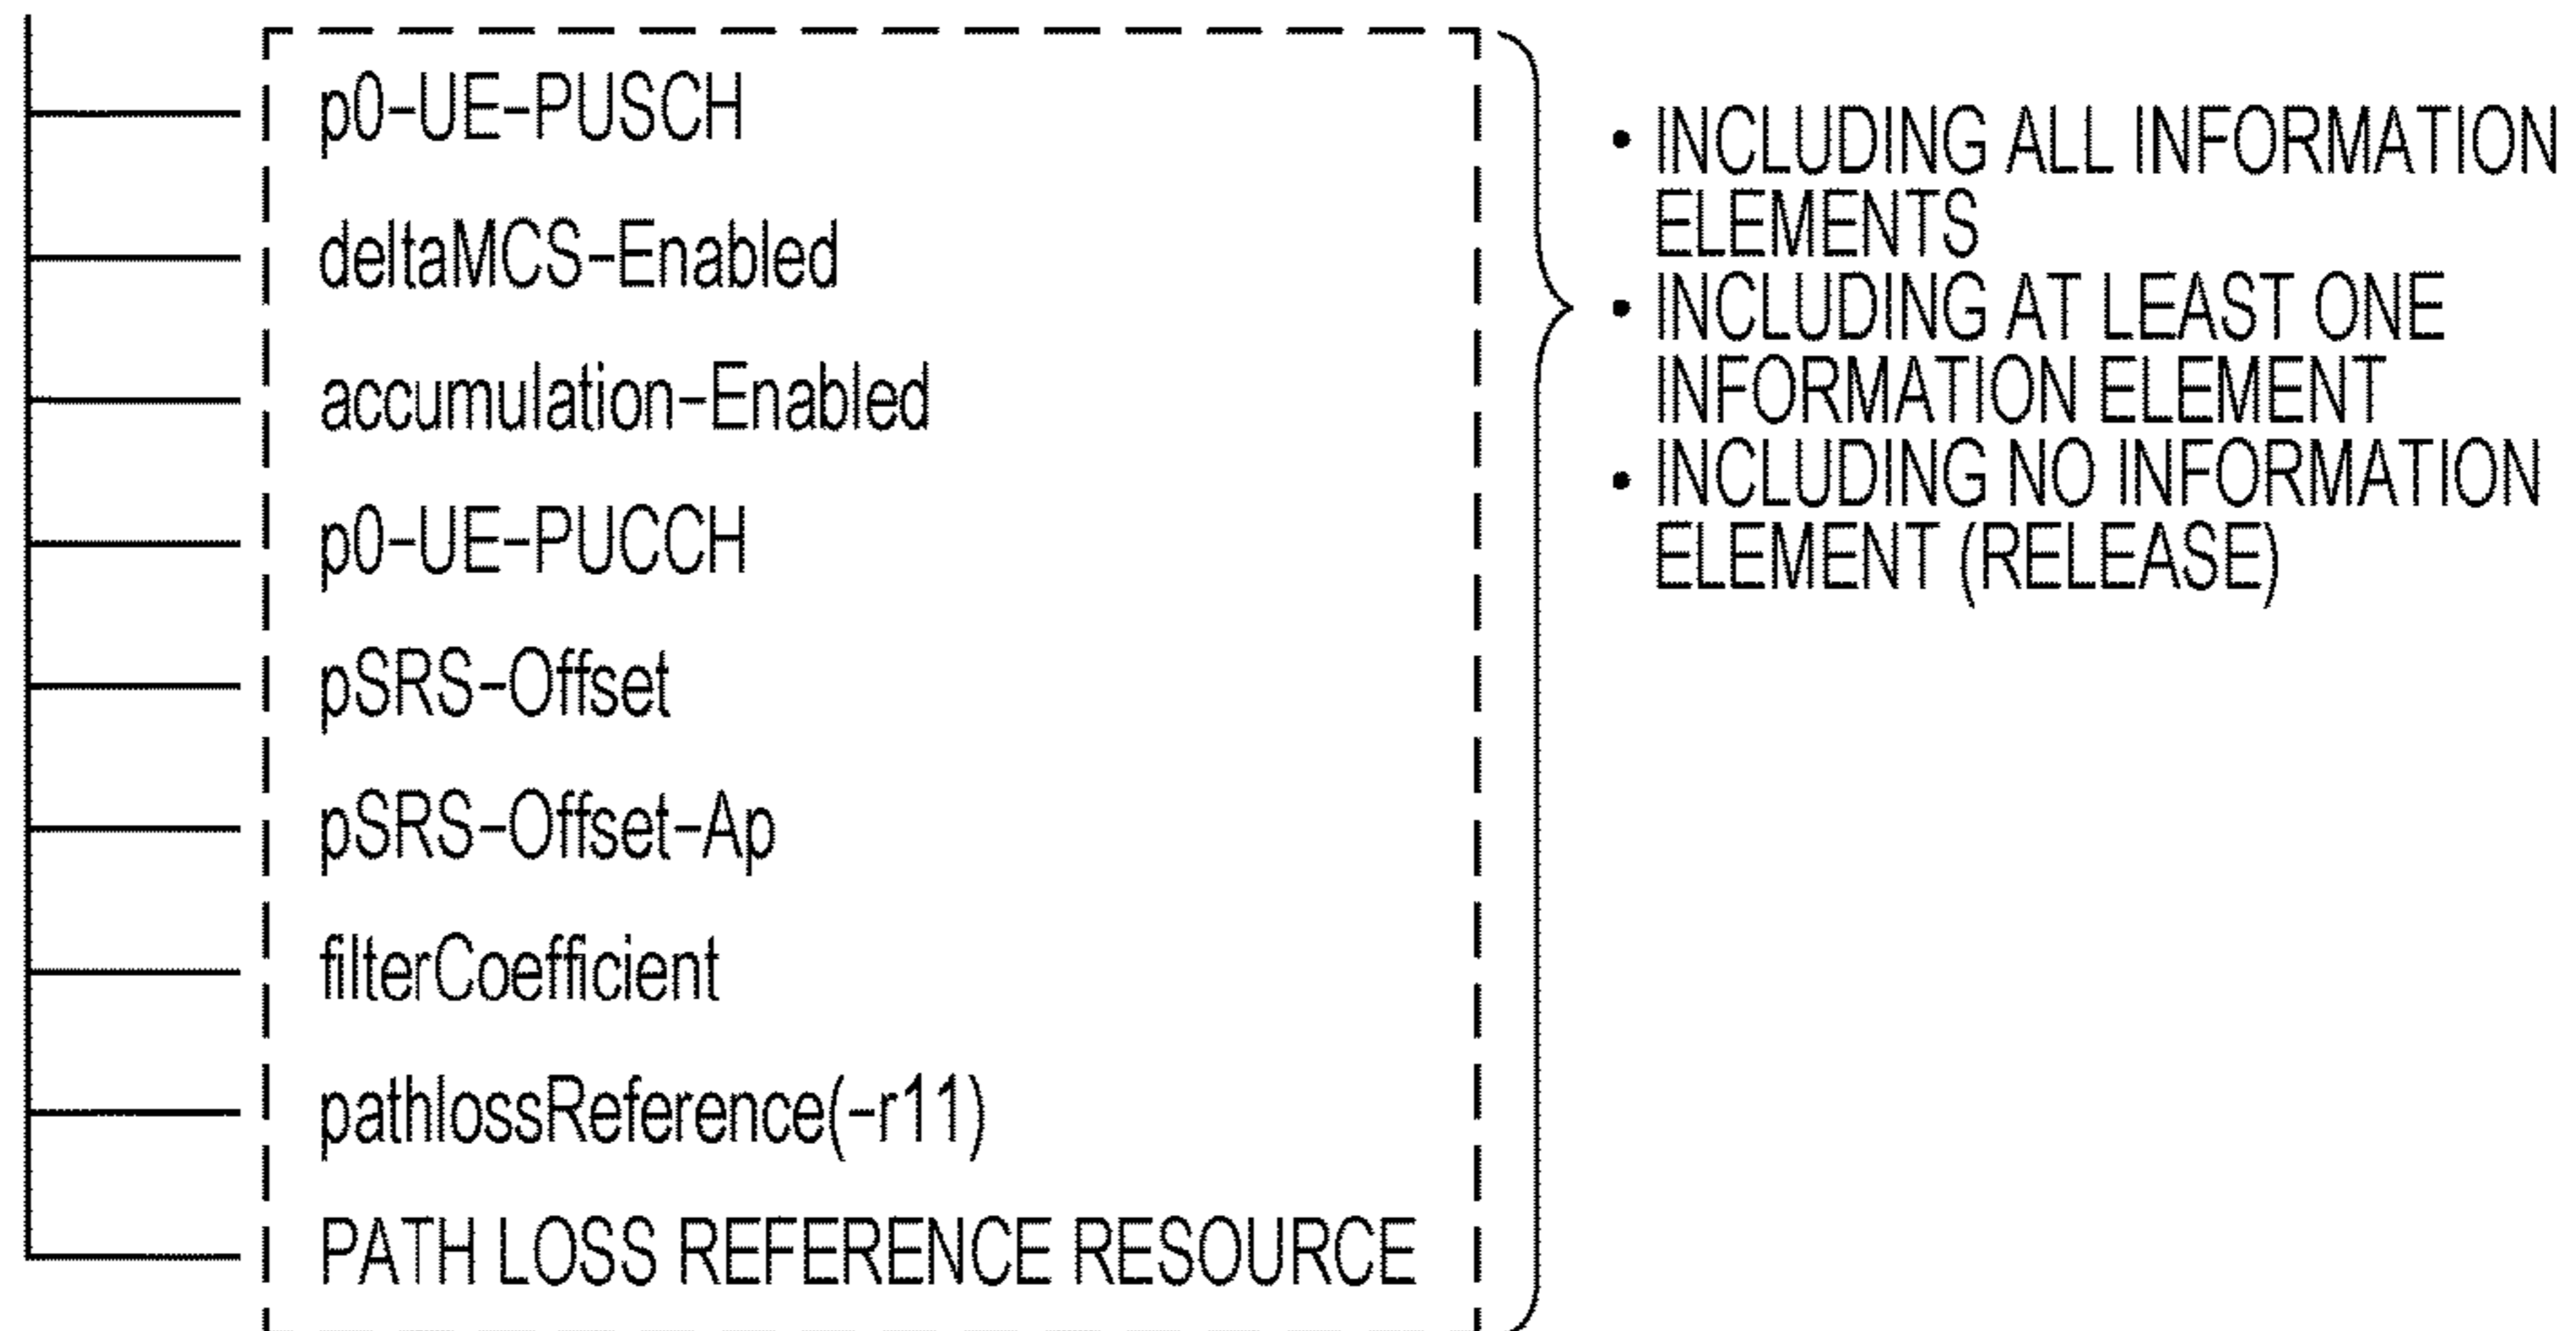 p0-UE-PUSCH
deltaMCS-Enabled
accumulation-Enabled
p0-UE-PUCCH
pSRS-Offset
pSRS-Offset-Ap
filterCoefficient
pathlossReference(-r11)
PATH LOSS REFERENCE RESOURCE
• INCLUDING ALL INFORMATION
ELEMENTS
• INCLUDING AT LEAST ONE
INFORMATION ELEMENT
• INCLUDING NO INFORMATION
ELEMENT (RELEASE)